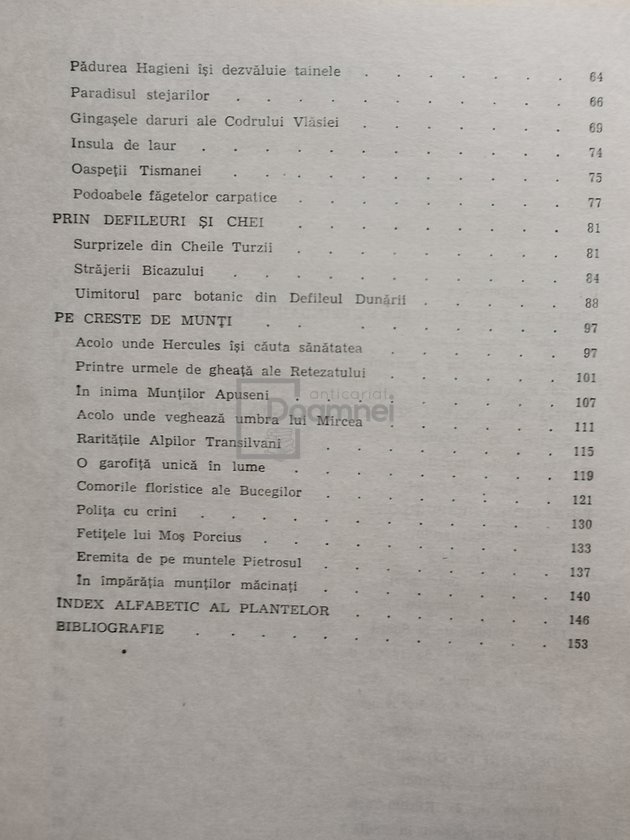 Pădurea Hagieni își dezvăluie tainele . . . . . . . 64
Paradisul stejarilor . . . . . . . . . . . 66
Gingașele daruri ale Codrului Vlăsiei . . . . . . . 69
Insula de laur . . . . . . . . . . . . 74
Oaspeții Tismanei . . . . . . . . . . . 75
Podoabele făgetelor carpatice . . . . . . . . . 77
PRIN DEFILEURI ȘI CHEI . . . . . . . . . 81
Surprizele din Cheile Turzii . . . . . . . . . 81
Străjerii Bicazului . . . . . . . . . . . 84
Uimitorul parc botanic din Defileul Dunării . . . . . 88
PE CRESTE DE MUNȚI . . . . . . . . . 97
Acolo unde Hercules își căuta sănătatea . . . . . . 97
Printre urmele de gheață ale Retezatului . . . . . . 101
În inima Munților Apuseni . . . . . . . . . 107
anticariat
Doamnei
Acolo unde veghează umbra lui Mircea . . . . . . 111
Raritățile Alpilor Transilvani . . . . . . . . 115
O garofiță unică în lume . . . . . . . . . 119
Comorile floristice ale Bucegilor . . . . . . . . 121
Polița cu crini . . . . . . . . . . . . 130
Fetițele lui Moș Porcius . . . . . . . . . . 133
Eremita de pe muntele Pietrosul . . . . . . . . 137
În împărăția munților măcinați . . . . . . . . 140
INDEX ALFABETIC AL PLANTELOR . . . . . . . 146
BIBLIOGRAFIE . . . . . . . . . . . . 153